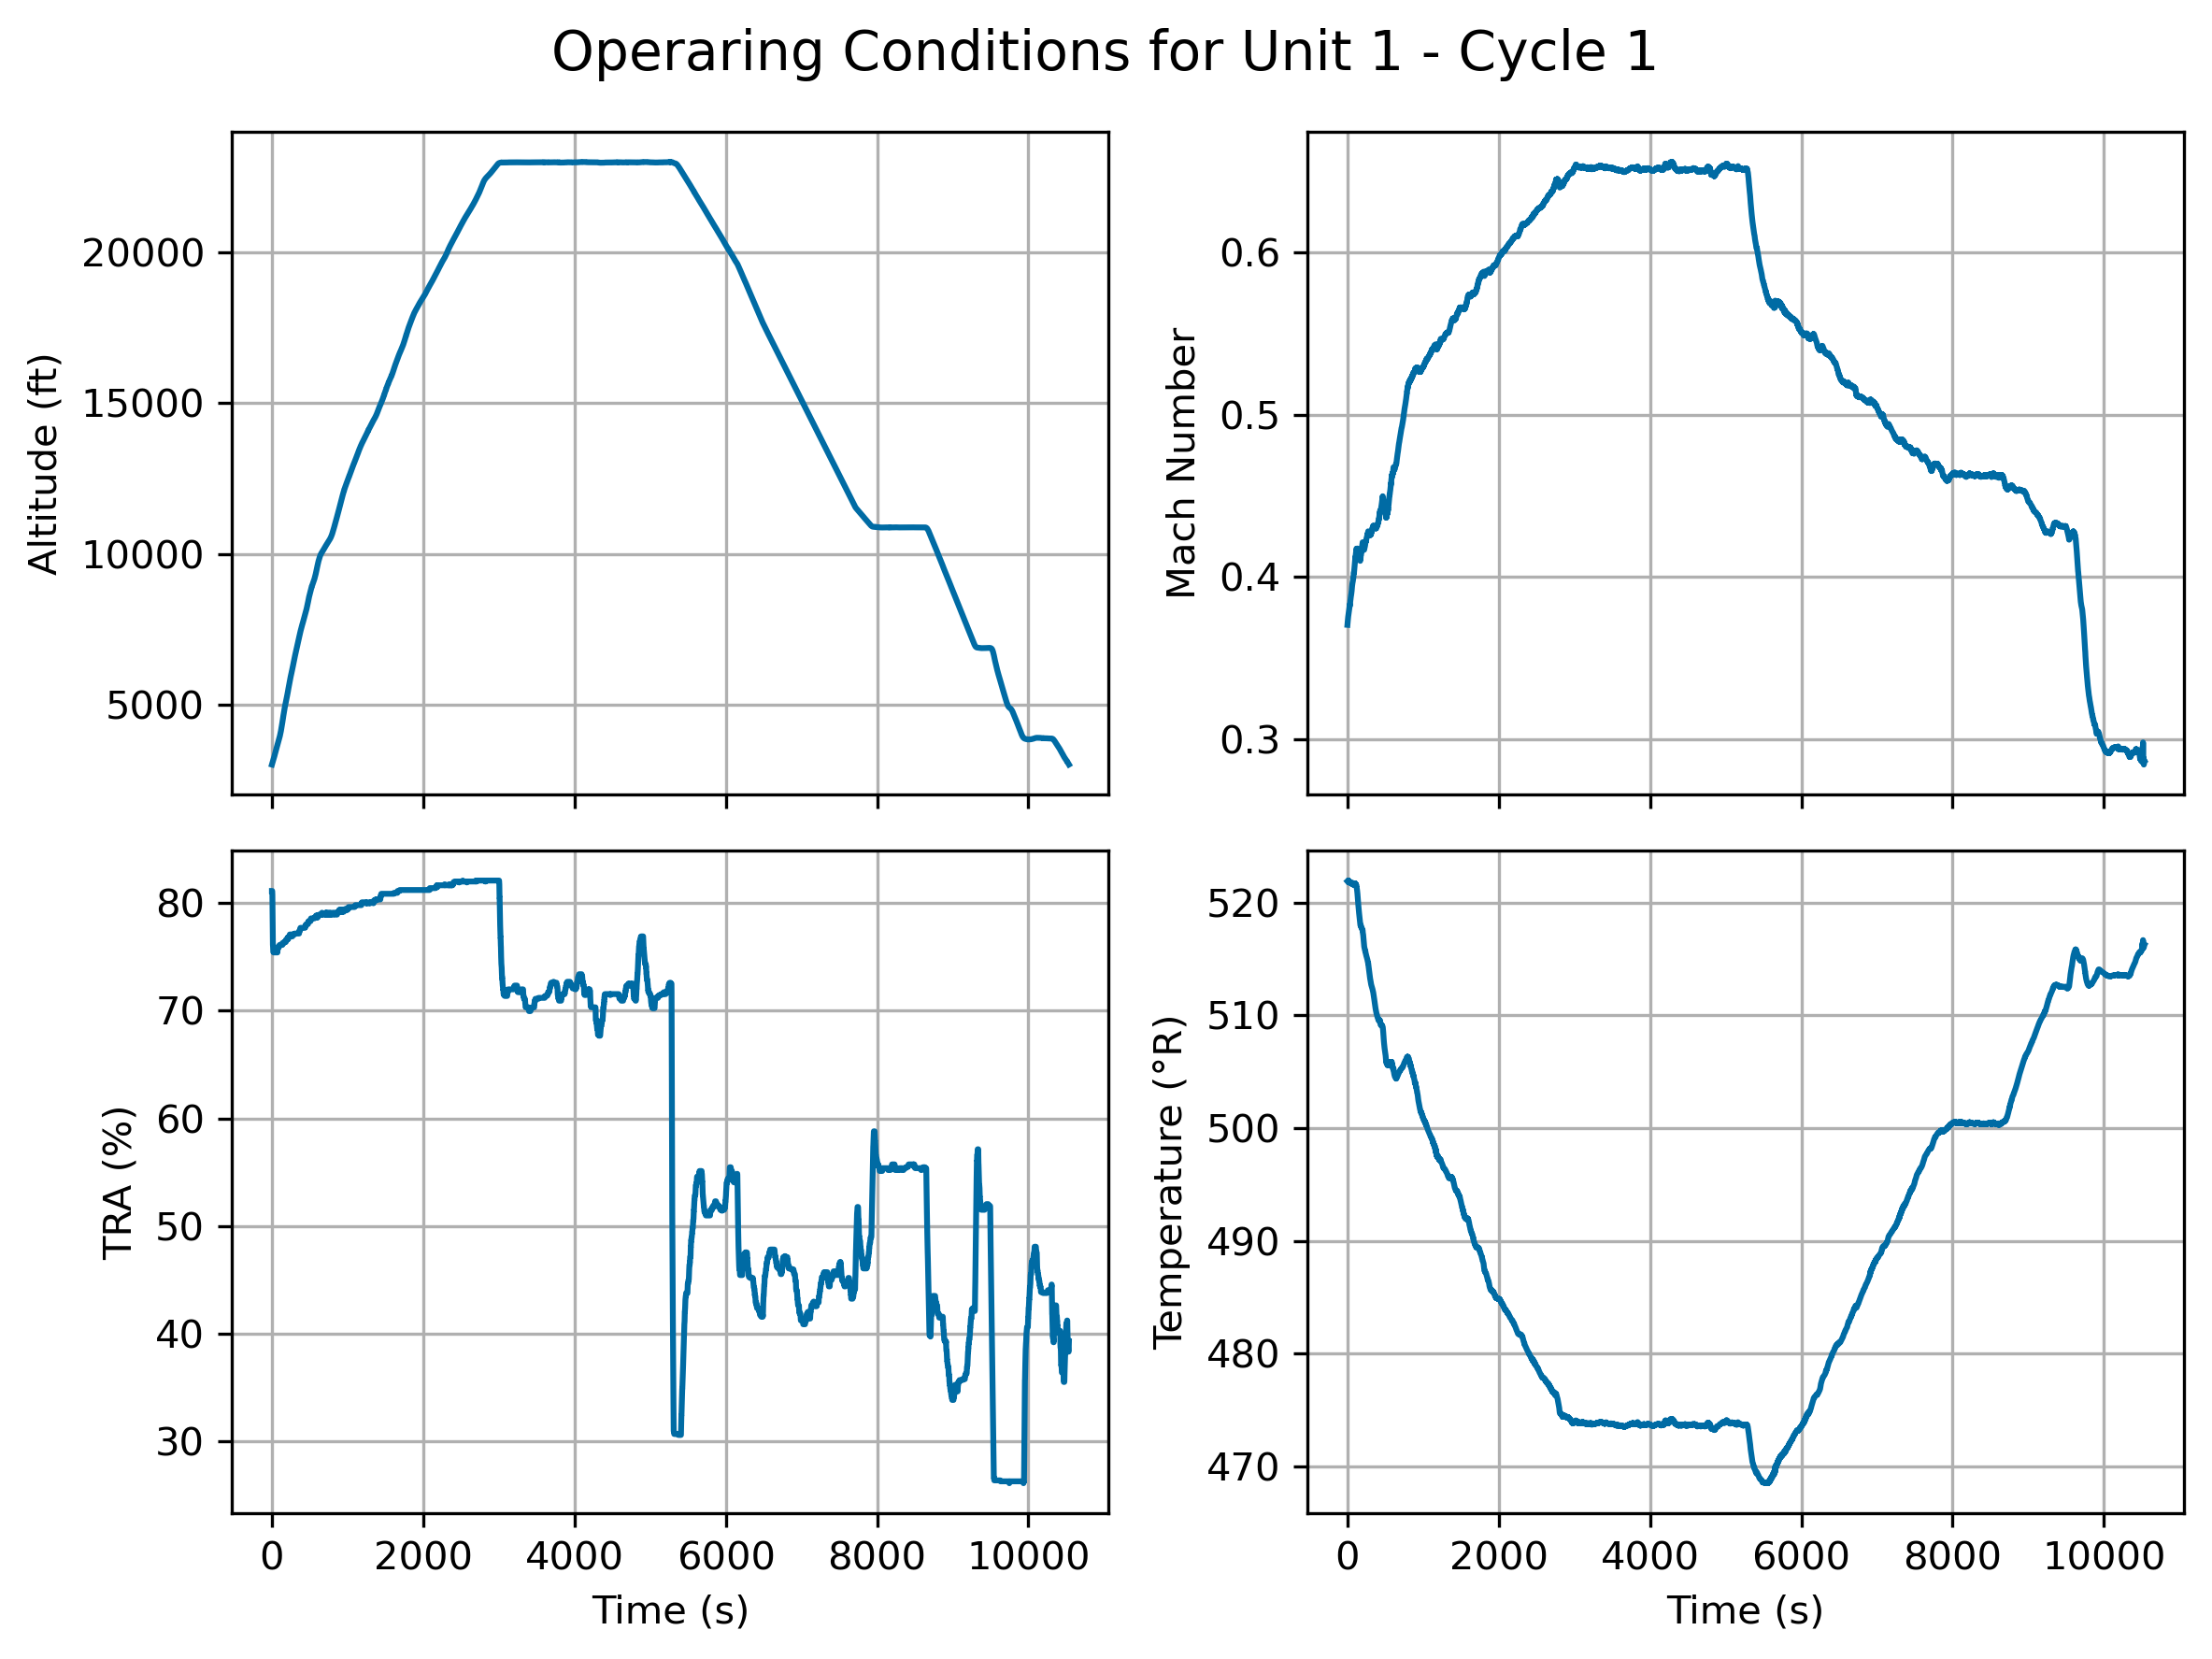 Operaring Conditions for Unit 1 - Cycle 1
Altitude (ft)
20000
15000
10000
5000
Mach Number
0.6
0.5
0.4
0.3
TRA (%)
80
70
60
50
40
30
0 2000 4000 6000 8000 10000
Time (s)
Temperature (°R)
520
510
500
490
480
470
0 2000 4000 6000 8000 10000
Time (s)